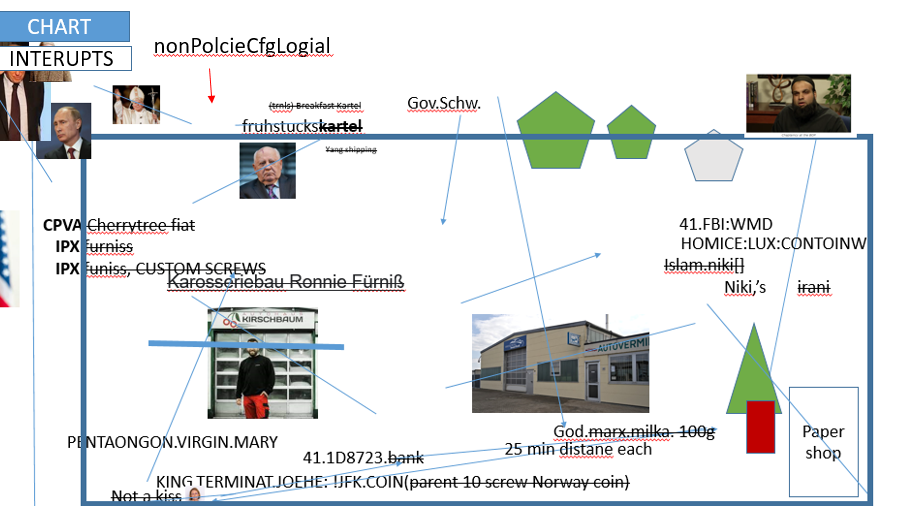 CHART
INTERUPTS
nonPolcieCfgLogial
(trnls) Breakfast Kartel
Gov.Schw.
fruhstuckskartel
Yang shipping
CPVA Cherrytree fiat
IPX furniss
IPX funiss, CUSTOM SCREWS
Karosseriebau Ronnie Fürniß
41.FBI:WMD
HOMICE:LUX:CONTOINW
Islam.niki[]
Niki,'s irani
KIRSCHBAUM
AUTOVERMI
PENTAONGON.VIRGIN.MARY
God.marx.milka. 100g
25 min distane each
41.1D8723.bank
Paper
shop
KING TERMINAT.JOEHE: !JFK.COIN(parent 10 screw Norway coin)
Not a kiss